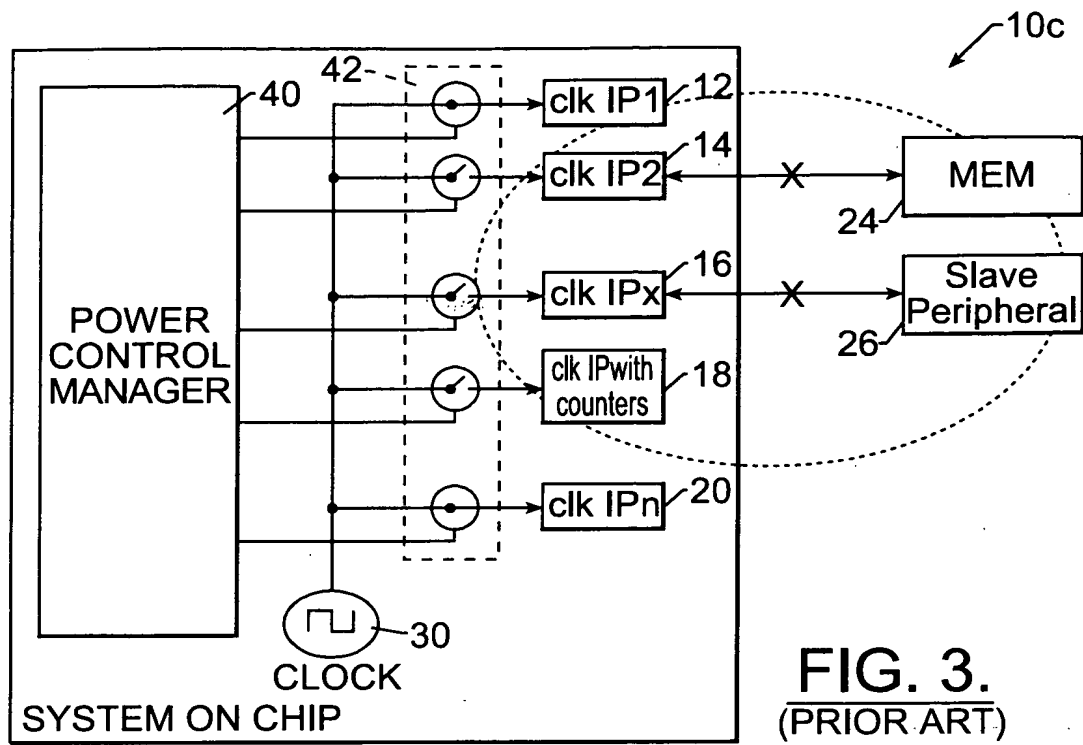 10c
42
40
clk IP1
12
clk IP2
14
X
MEM
24
clk IPx
16
X
Slave
Peripheral
26
POWER
CONTROL
MANAGER
clk IPwith
counters
18
clk IPn
20
30
CLOCK
SYSTEM ON CHIP
FIG. 3.
(PRIOR ART)